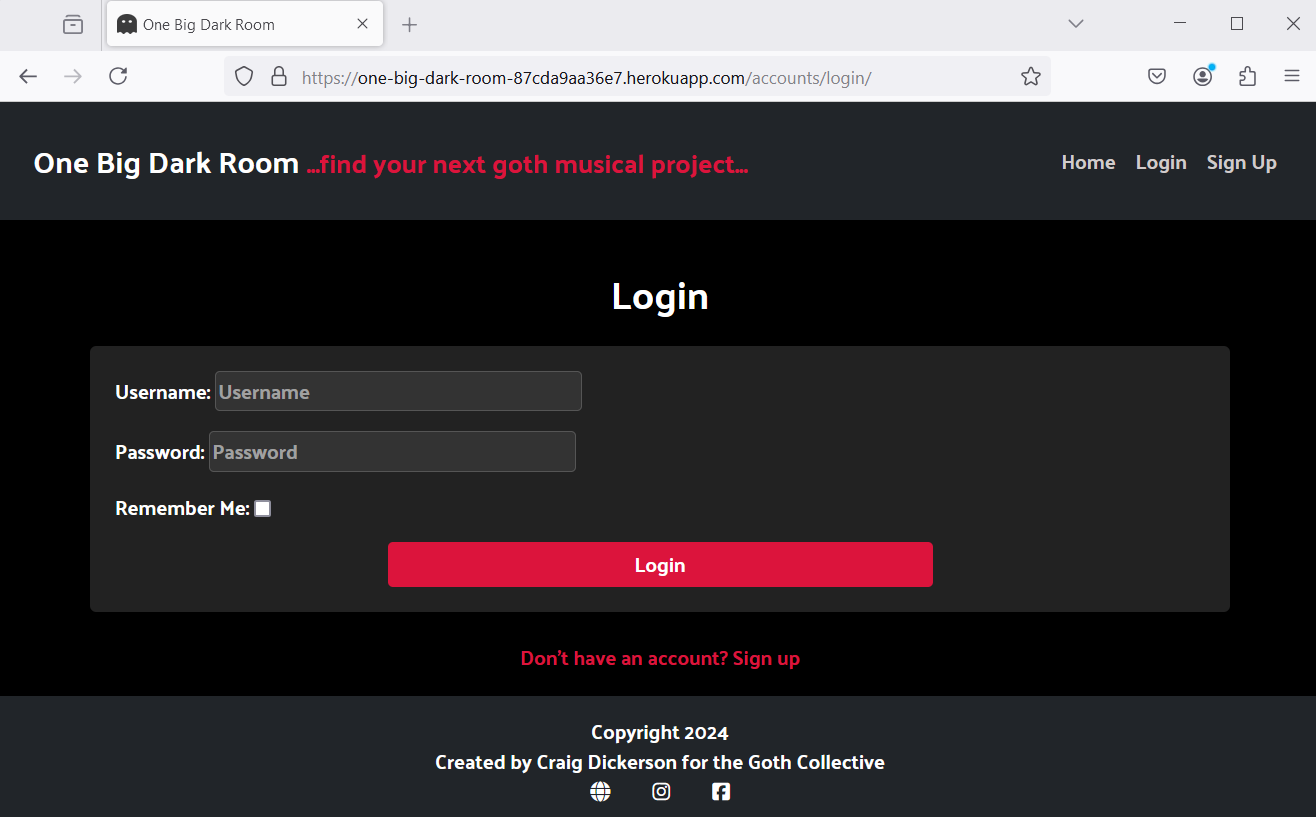 One Big Dark Room
https://one-big-dark-room-87cda9aa36e7.herokuapp.com/accounts/login/
One Big Dark Room ...find your next goth musical project...
Home Login Sign Up
Login
Username: Username
Password: Password
Remember Me:
Login
Don't have an account? Sign up
Copyright 2024
Created by Craig Dickerson for the Goth Collective